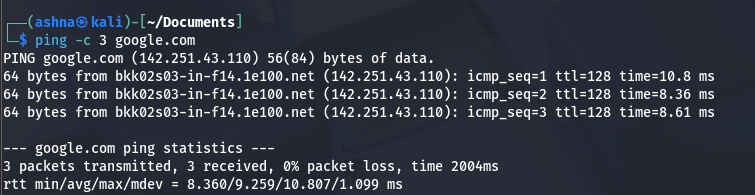 ┌──(ashna㉿kali)-[~/Documents]
└─$ ping -c 3 google.com
PING google.com (142.251.43.110) 56(84) bytes of data.
64 bytes from bkk02s03-in-f14.1e100.net (142.251.43.110): icmp_seq=1 ttl=128 time=10.8 ms
64 bytes from bkk02s03-in-f14.1e100.net (142.251.43.110): icmp_seq=2 ttl=128 time=8.36 ms
64 bytes from bkk02s03-in-f14.1e100.net (142.251.43.110): icmp_seq=3 ttl=128 time=8.61 ms

--- google.com ping statistics ---
3 packets transmitted, 3 received, 0% packet loss, time 2004ms
rtt min/avg/max/mdev = 8.360/9.259/10.807/1.099 ms